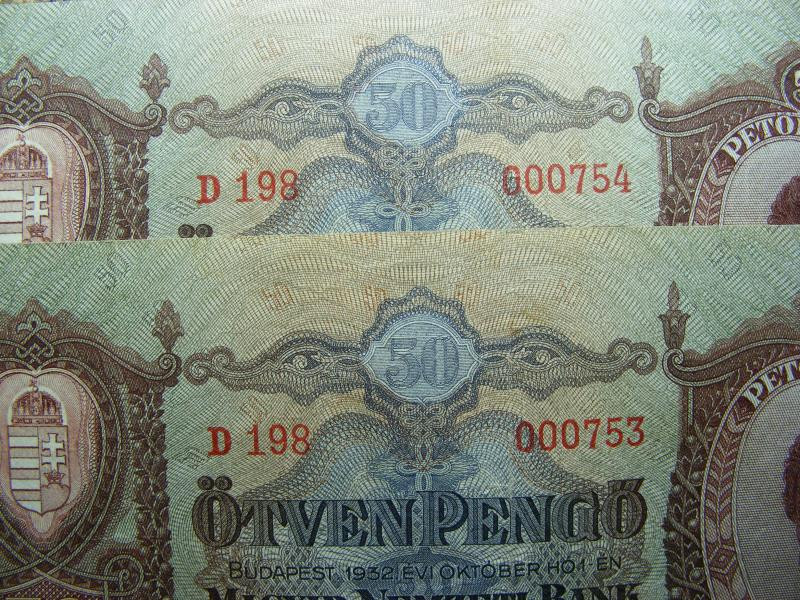 50
D 198 000754
PETŐ
50
D 198 000753
PET
ÖTVEN PENGŐ
BUDAPEST, 1932. ÉVI OKTÓBER HÓ 1-ÉN
MAGYAR NEMZETI BANK